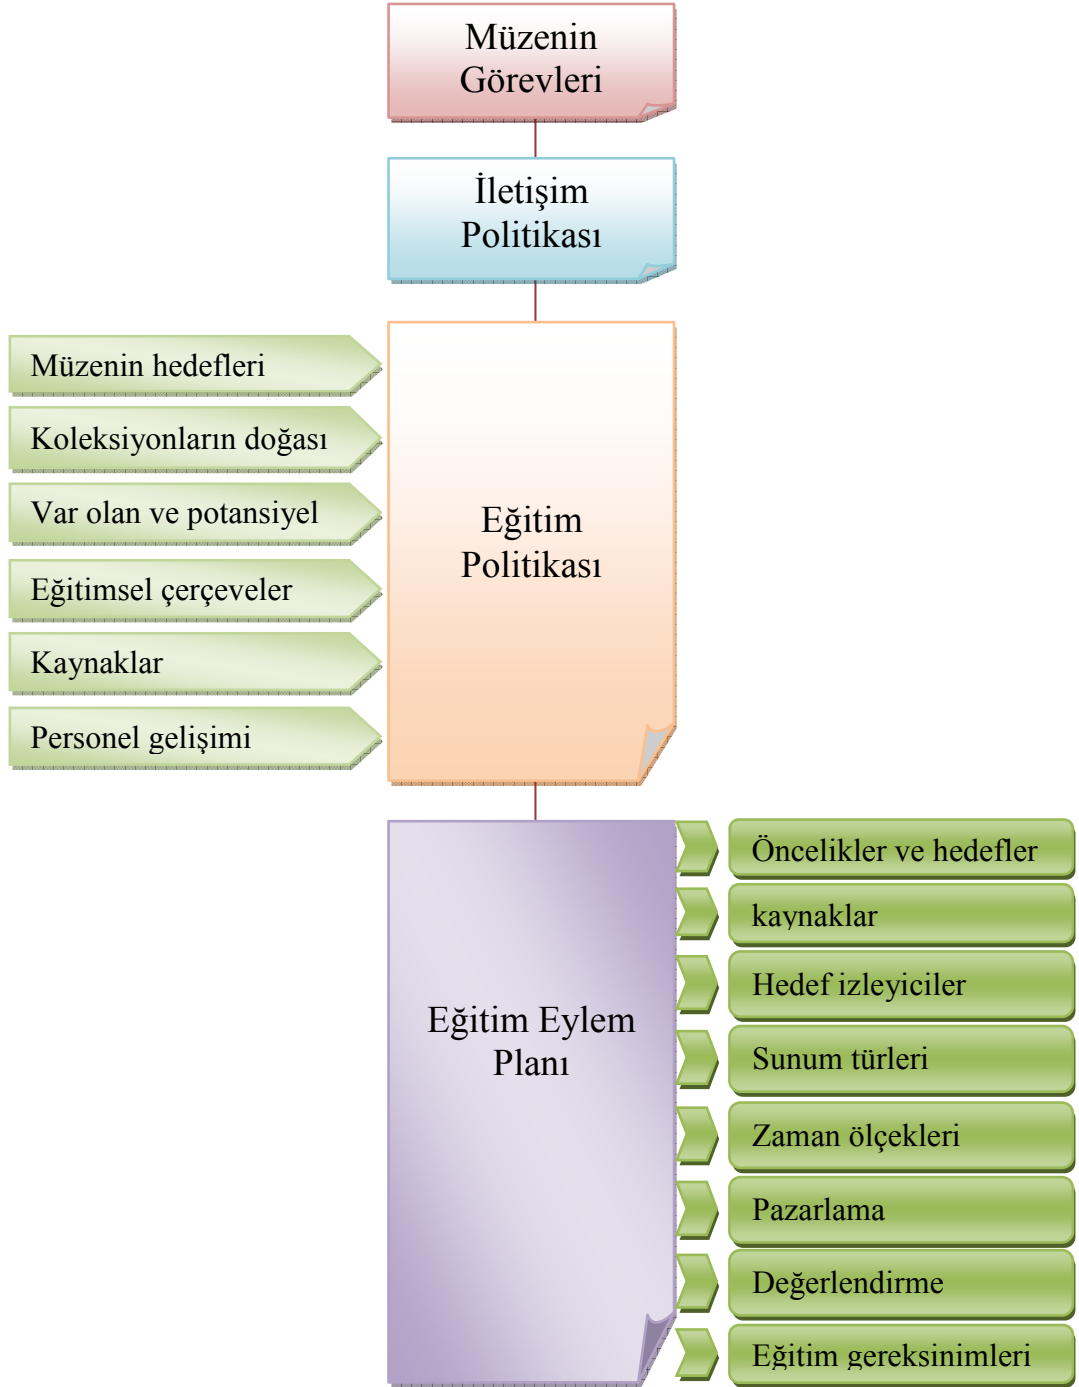 Müzenin
Görevleri
İletişim
Politikası
Müzenin hedefleri
Koleksiyonların doğası
Var olan ve potansiyel
Eğitimsel çerçeveler
Kaynaklar
Personel gelişimi
Eğitim
Politikası
Eğitim Eylem
Planı
Öncelikler ve hedefler
kaynaklar
Hedef izleyiciler
Sunum türleri
Zaman ölçekleri
Pazarlama
Değerlendirme
Eğitim gereksinimleri